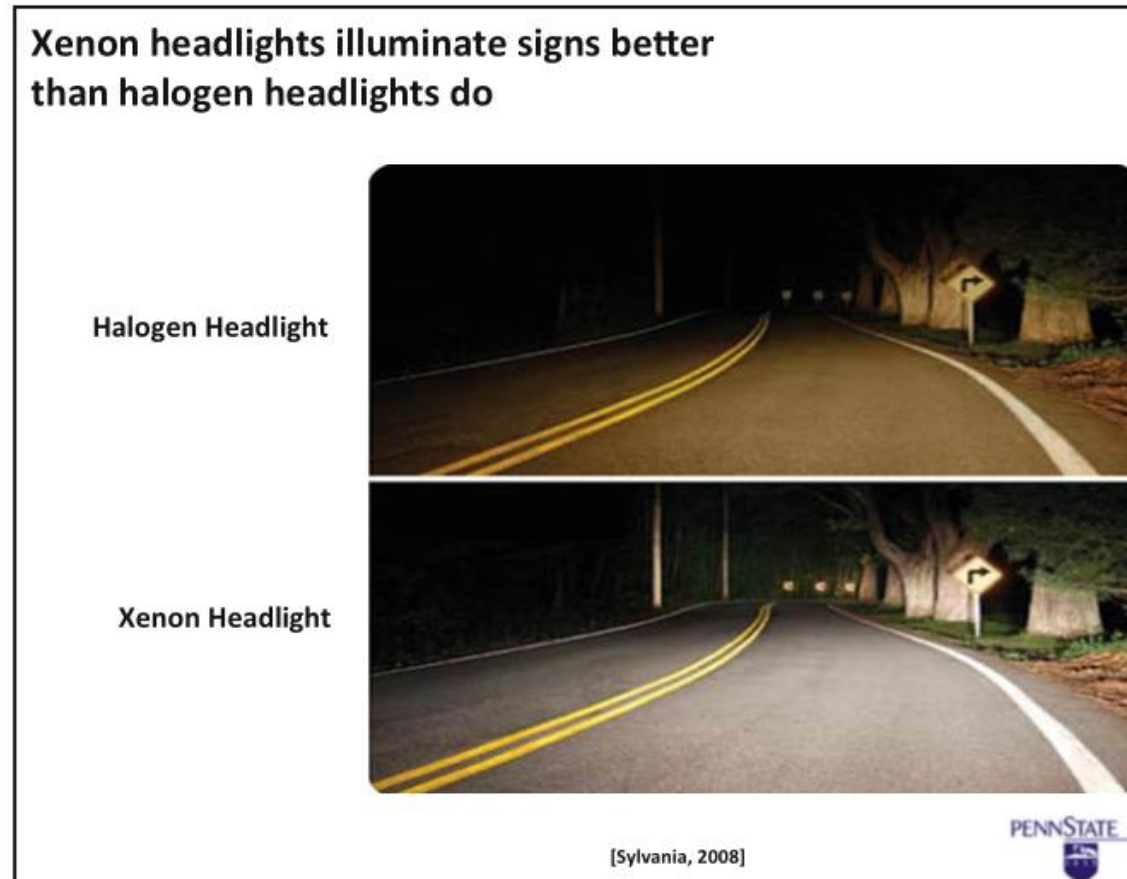 Xenon headlights illuminate signs better
than halogen headlights do
Halogen Headlight
Xenon Headlight
[Sylvania, 2008]
PENNSTATE